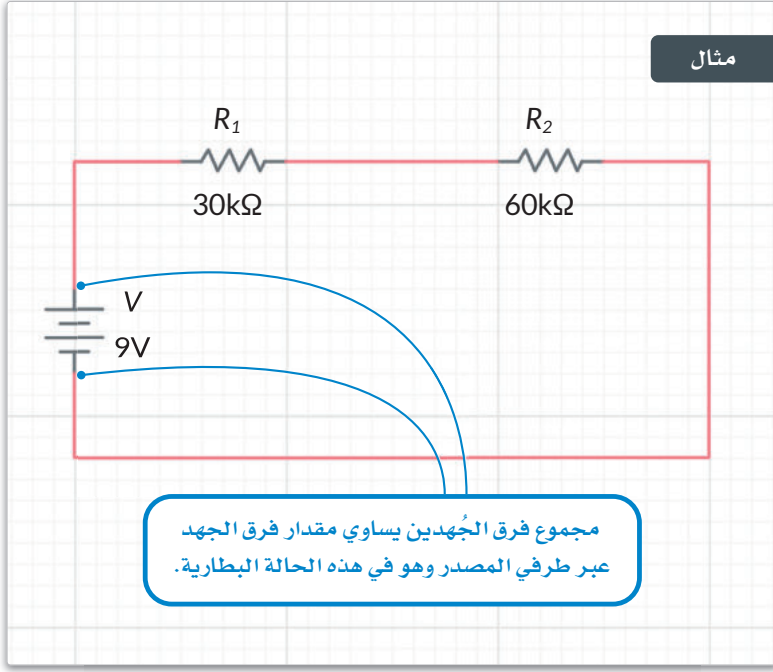 مثال
R₁
R₂
30kΩ
60kΩ
V
9V
مجموع فرق الجُهدين يساوي مقدار فرق الجهد
عبر طرفي المصدر وهو في هذه الحالة البطارية.